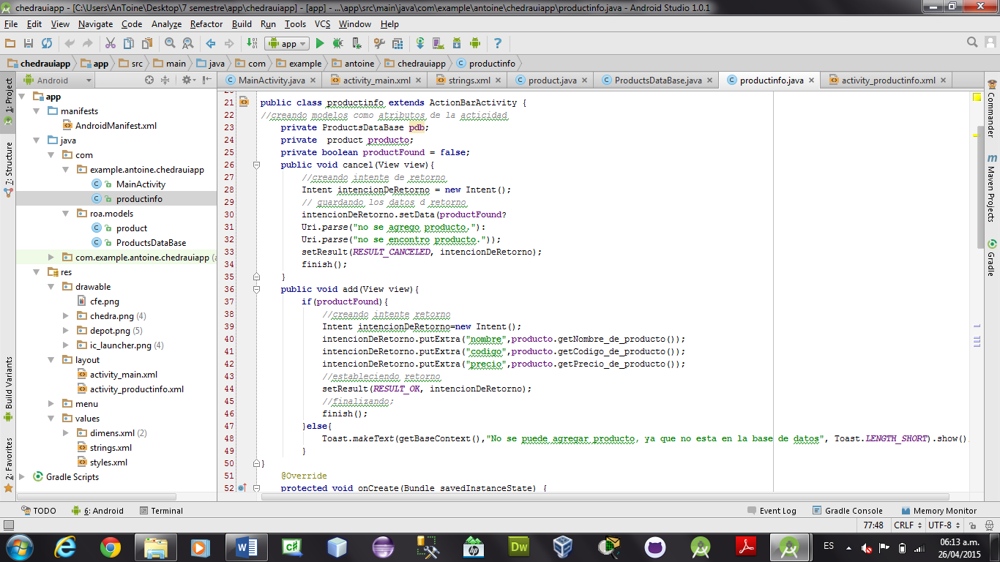 chedrauiapp - [C:\Users\AnToine\Desktop\7 semestre\app\chedrauiapp] - [app] - ...\app\src\main\java\com\example\antoine\chedrauiapp\productinfo.java - Android Studio 1.0.1
File Edit View Navigate Code Analyze Refactor Build Run Tools VCS Window Help
app
chedrauiapp app src main java com example antoine chedrauiapp productinfo
Android
MainActivity.java activity_main.xml strings.xml product.java ProductsDataBase.java productinfo.java activity_productinfo.xml
1: Project
7: Structure
Build Variants
2: Favorites
app
manifests
AndroidManifest.xml
java
com
example.antoine.chedrauiapp
MainActivity
productinfo
roa.models
product
ProductsDataBase
com.example.antoine.chedrauiapp (a
res
drawable
cfe.png
chedra.png (4)
depot.png (5)
ic_launcher.png (4)
layout
activity_main.xml
activity_productinfo.xml
menu
values
dimens.xml (2)
strings.xml
styles.xml
Gradle Scripts
21 public class productinfo extends ActionBarActivity {
22 //creando modelos como atributos de la acticidad
23 private ProductsDataBase pdb;
24 private product producto;
25 private boolean productFound = false;
26 public void cancel(View view){
27 //creando intente de retorno
28 Intent intencionDeRetorno = new Intent();
29 // guardando los datos d retorno
30 intencionDeRetorno.setData(productFound?
31 Uri.parse("no se agrego producto."):
32 Uri.parse("no se encontro producto."));
33 setResult(RESULT_CANCELED, intencionDeRetorno);
34 finish();
35 }
36 public void add(View view){
37 if(productFound){
38 //creando intente retorno
39 Intent intencionDeRetorno=new Intent();
40 intencionDeRetorno.putExtra("nombre",producto.getNombre_de_producto());
41 intencionDeRetorno.putExtra("codigo",producto.getCodigo_de_producto());
42 intencionDeRetorno.putExtra("precio",producto.getPrecio_de_producto());
43 //estableciendo retorno
44 setResult(RESULT_OK, intencionDeRetorno);
45 //finalizando;
46 finish();
47 }else{
48 Toast.makeText(getBaseContext(),"No se puede agregar producto, ya que no esta en la base de datos", Toast.LENGTH_SHORT).show()
49 }
50 }
51 @Override
52 protected void onCreate(Bundle savedInstanceState) {
Commander
m Maven Projects
Gradle
TODO 6: Android Terminal Event Log Gradle Console Memory Monitor
77:48 CRLF UTF-8
W C# hp Dw
ES 06:13 a.m.
26/04/2015